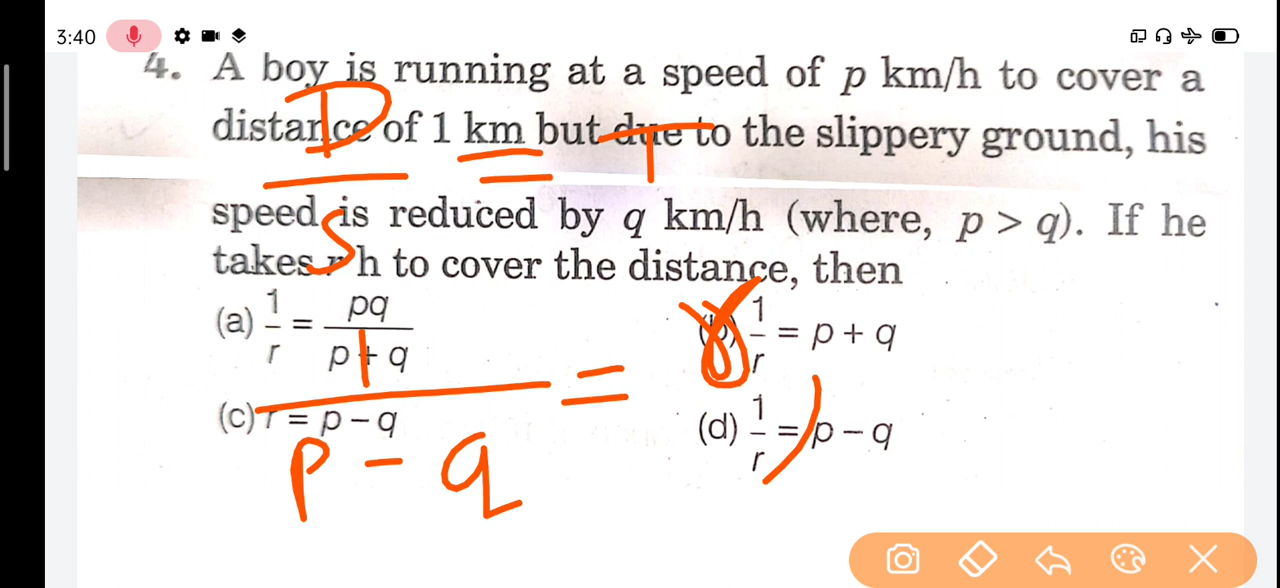 3:40
4. A boy is running at a speed of p km/h to cover a
distance of 1 km but due to the slippery ground, his
speed is reduced by q km/h (where, p > q). If he
takes r h to cover the distance, then
(a) 1/r = pq/(p + q)
(b) 1/r = p + q
(c) r = p - q
(d) 1/r = p - q
D
S T
1/(p - q) = r